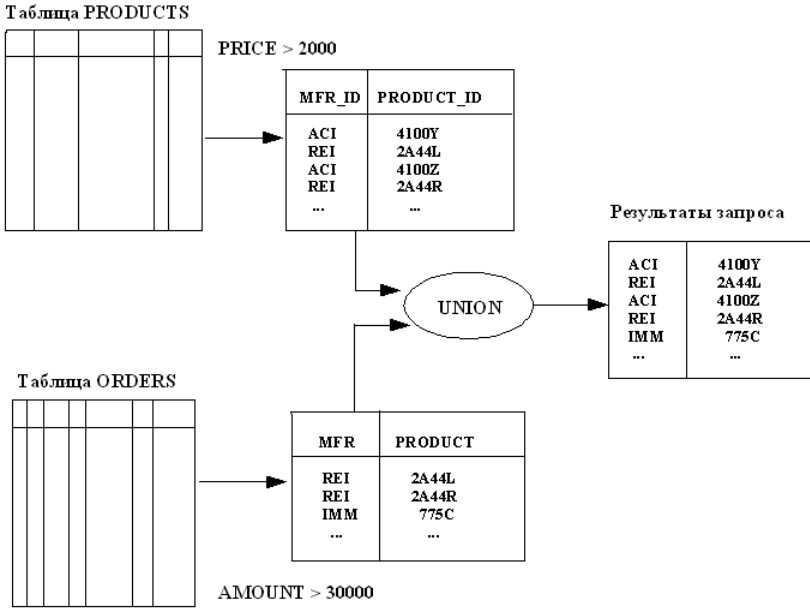 Таблица PRODUCTS
PRICE > 2000
MFR_ID PRODUCT_ID
ACI 4100Y
REI 2A44L
ACI 4100Z
REI 2A44R
... ...
Результаты запроса
ACI 4100Y
REI 2A44L
ACI 4100Z
REI 2A44R
IMM 775C
... ...
UNION
Таблица ORDERS
MFR PRODUCT
REI 2A44L
REI 2A44R
IMM 775C
... ...
AMOUNT > 30000